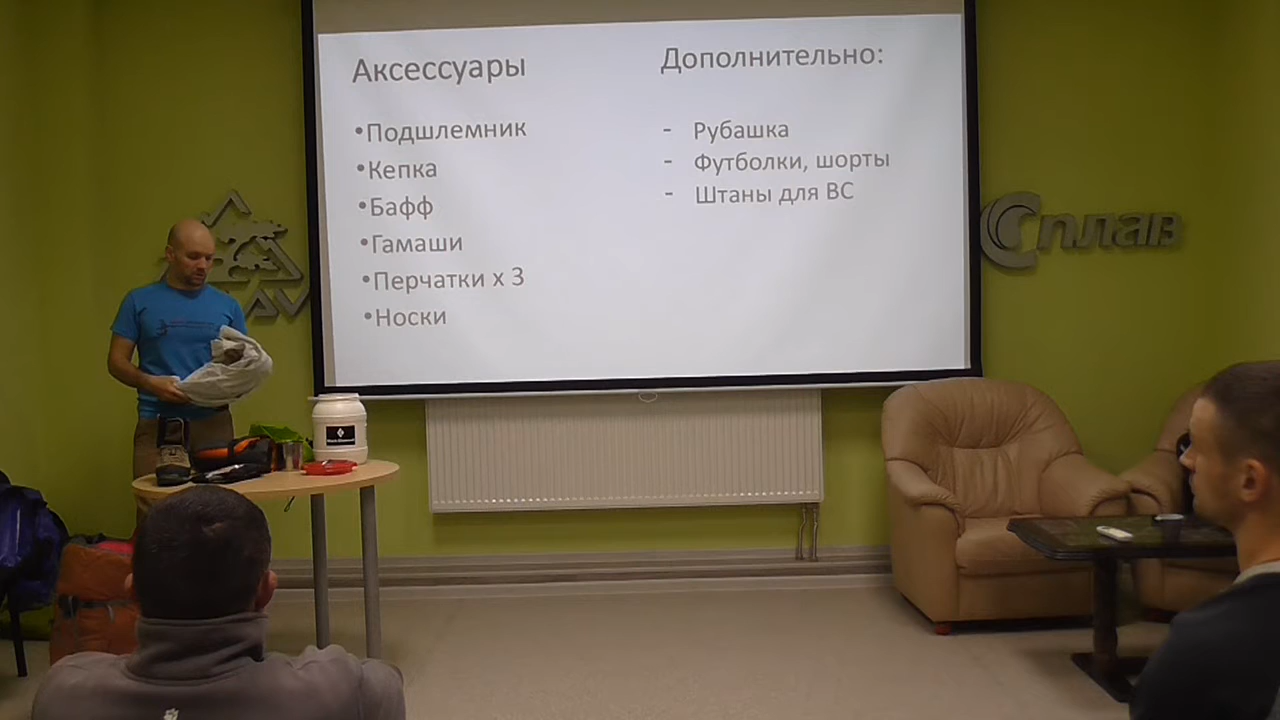 Аксессуары
•Подшлемник
•Кепка
•Бафф
•Гамаши
•Перчатки х 3
•Носки
Дополнительно:
- Рубашка
- Футболки, шорты
- Штаны для ВС
Сплав